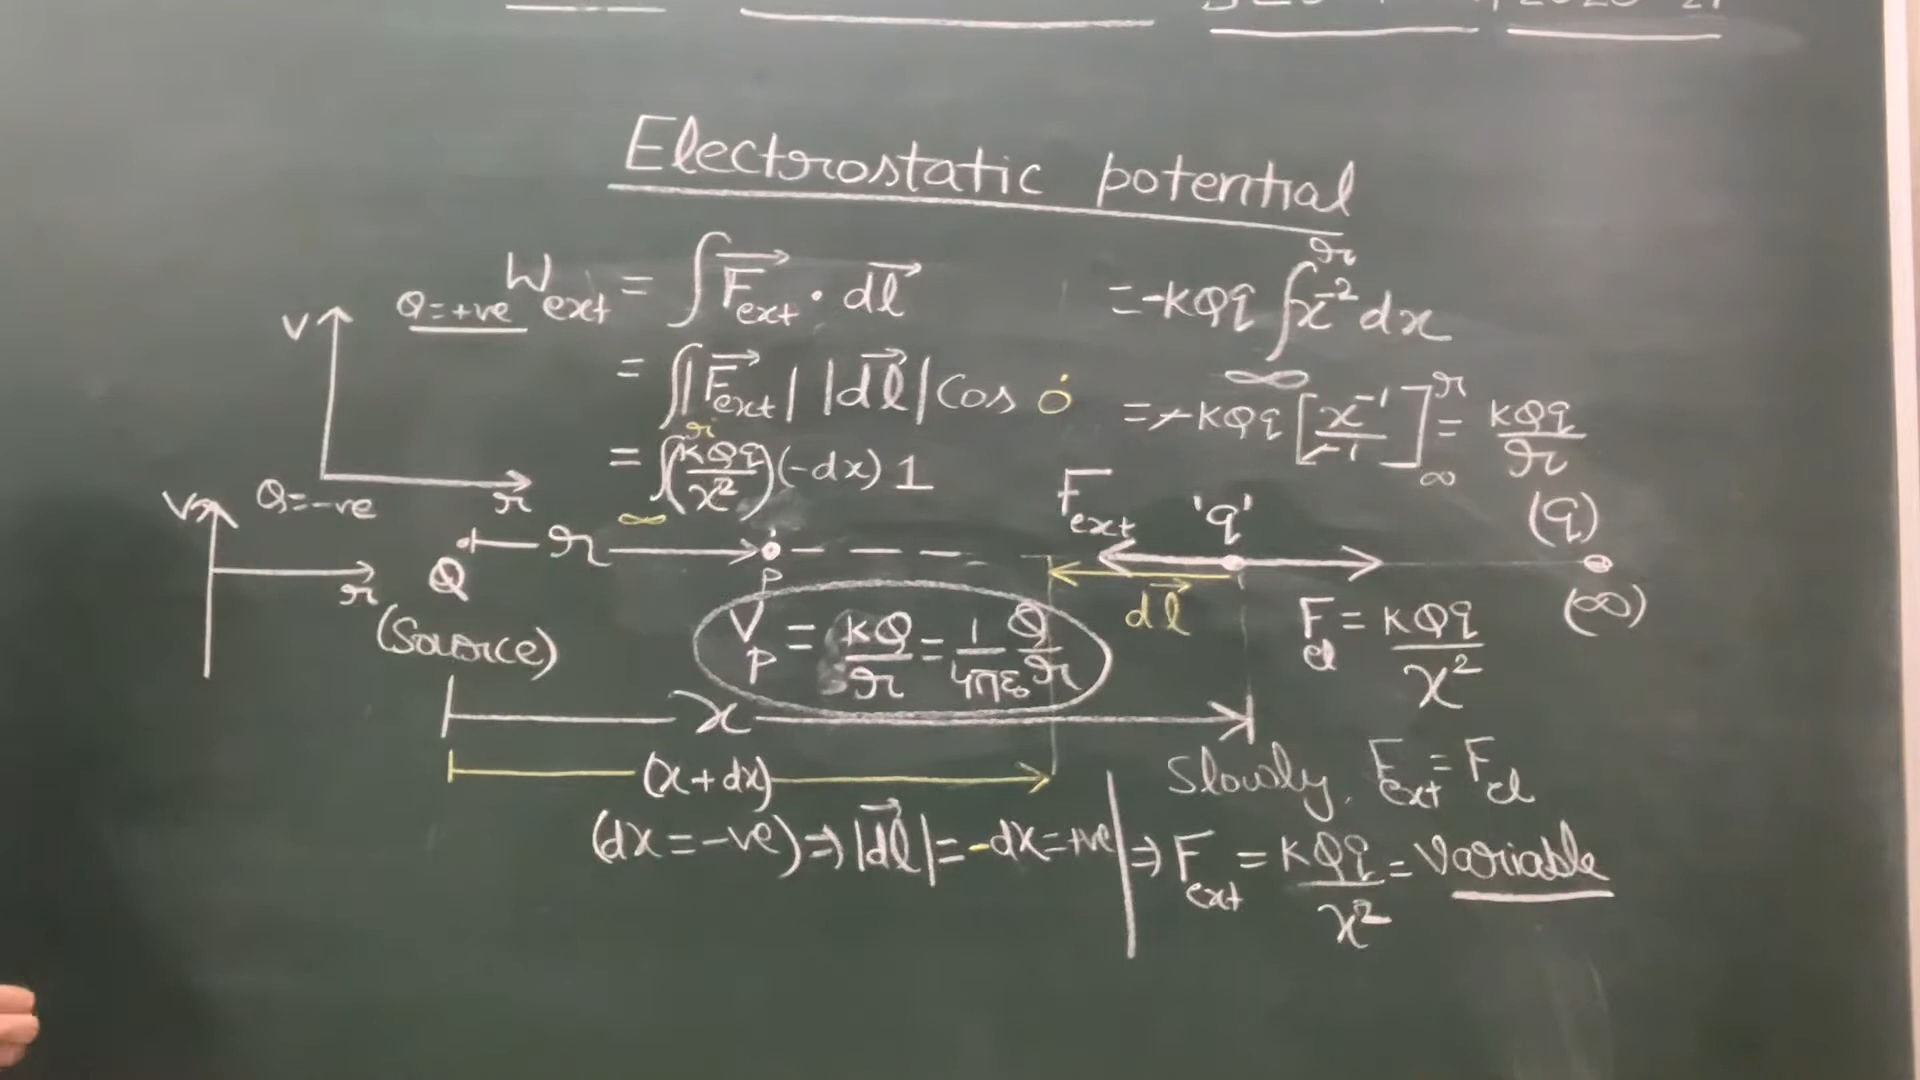 Electrostatic potential
W_ext = ∫ F⃗_ext · dl⃗
= ∫ |F⃗_ext| |dl⃗| Cos 0°
= ∫_∞^r (KQq/x²) (-dx) 1
= -KQq ∫_∞^r x⁻² dx
= -KQq [x⁻¹/-1]_∞^r = KQq/r
V Q=+ve
r
V Q=-ve
r
Q r P
(Source)
F_ext 'q' (q)
dl⃗ (∞)
F_el = KQq/x²
V_P = KQ/r = 1/4πε₀ Q/r
x
(x+dx)
(dx=-ve) ⇒ |dl⃗| = -dx=+ve
Slowly, F_ext = F_el
⇒ F_ext = KQq/x² = Variable